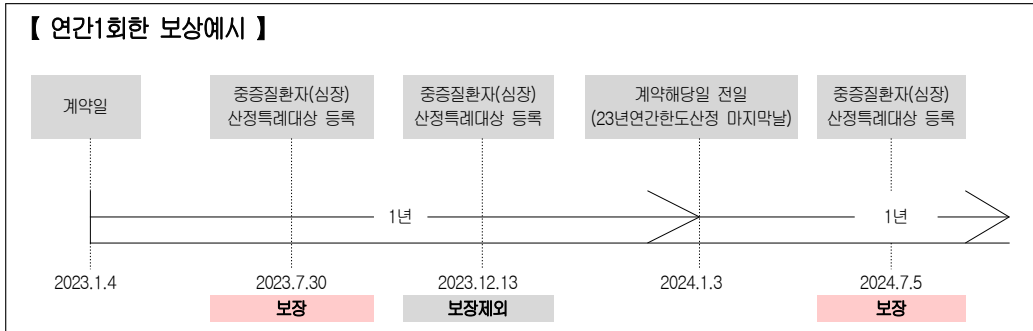 【 연간1회한 보상예시 】
계약일
중증질환자(심장)
산정특례대상 등록
중증질환자(심장)
산정특례대상 등록
계약해당일 전일
(23년연간한도산정 마지막날)
중증질환자(심장)
산정특례대상 등록
1년
1년
2023.1.4
2023.7.30
2023.12.13
2024.1.3
2024.7.5
보장
보장제외
보장